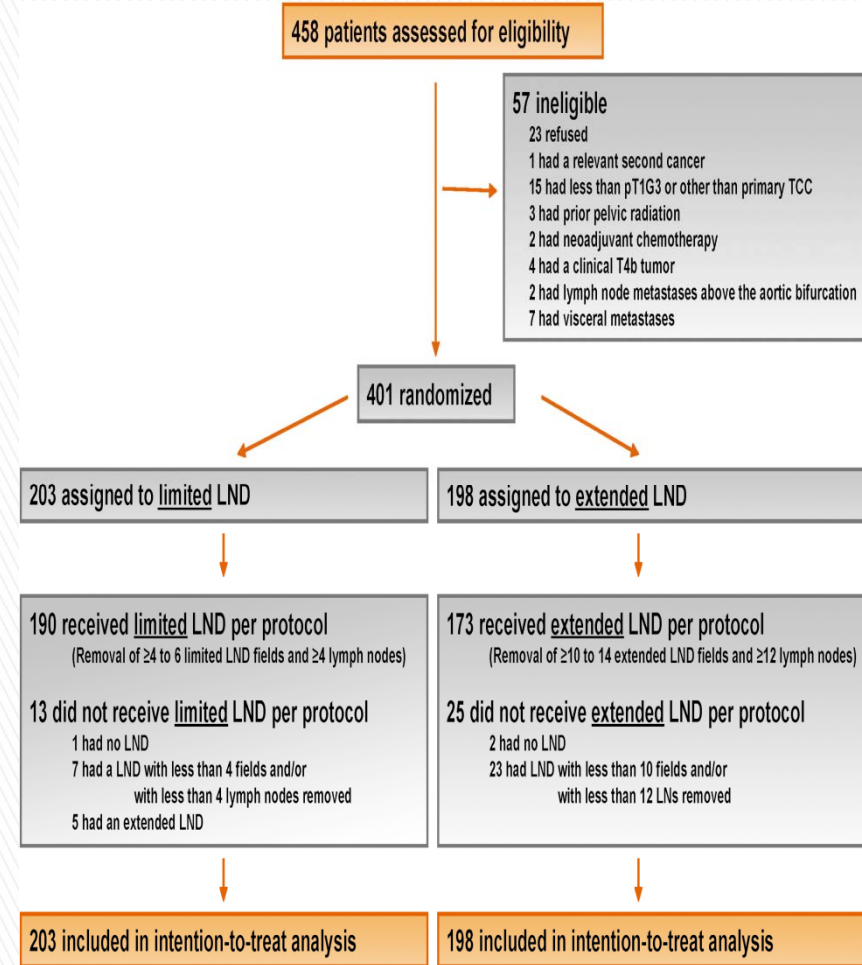 458 patients assessed for eligibility
57 ineligible
23 refused
1 had a relevant second cancer
15 had less than pT1G3 or other than primary TCC
3 had prior pelvic radiation
2 had neoadjuvant chemotherapy
4 had a clinical T4b tumor
2 had lymph node metastases above the aortic bifurcation
7 had visceral metastases
401 randomized
203 assigned to limited LND
198 assigned to extended LND
190 received limited LND per protocol
(Removal of ≥4 to 6 limited LND fields and ≥4 lymph nodes)
13 did not receive limited LND per protocol
1 had no LND
7 had a LND with less than 4 fields and/or
with less than 4 lymph nodes removed
5 had an extended LND
173 received extended LND per protocol
(Removal of ≥10 to 14 extended LND fields and ≥12 lymph nodes)
25 did not receive extended LND per protocol
2 had no LND
23 had LND with less than 10 fields and/or
with less than 12 LNs removed
203 included in intention-to-treat analysis
198 included in intention-to-treat analysis